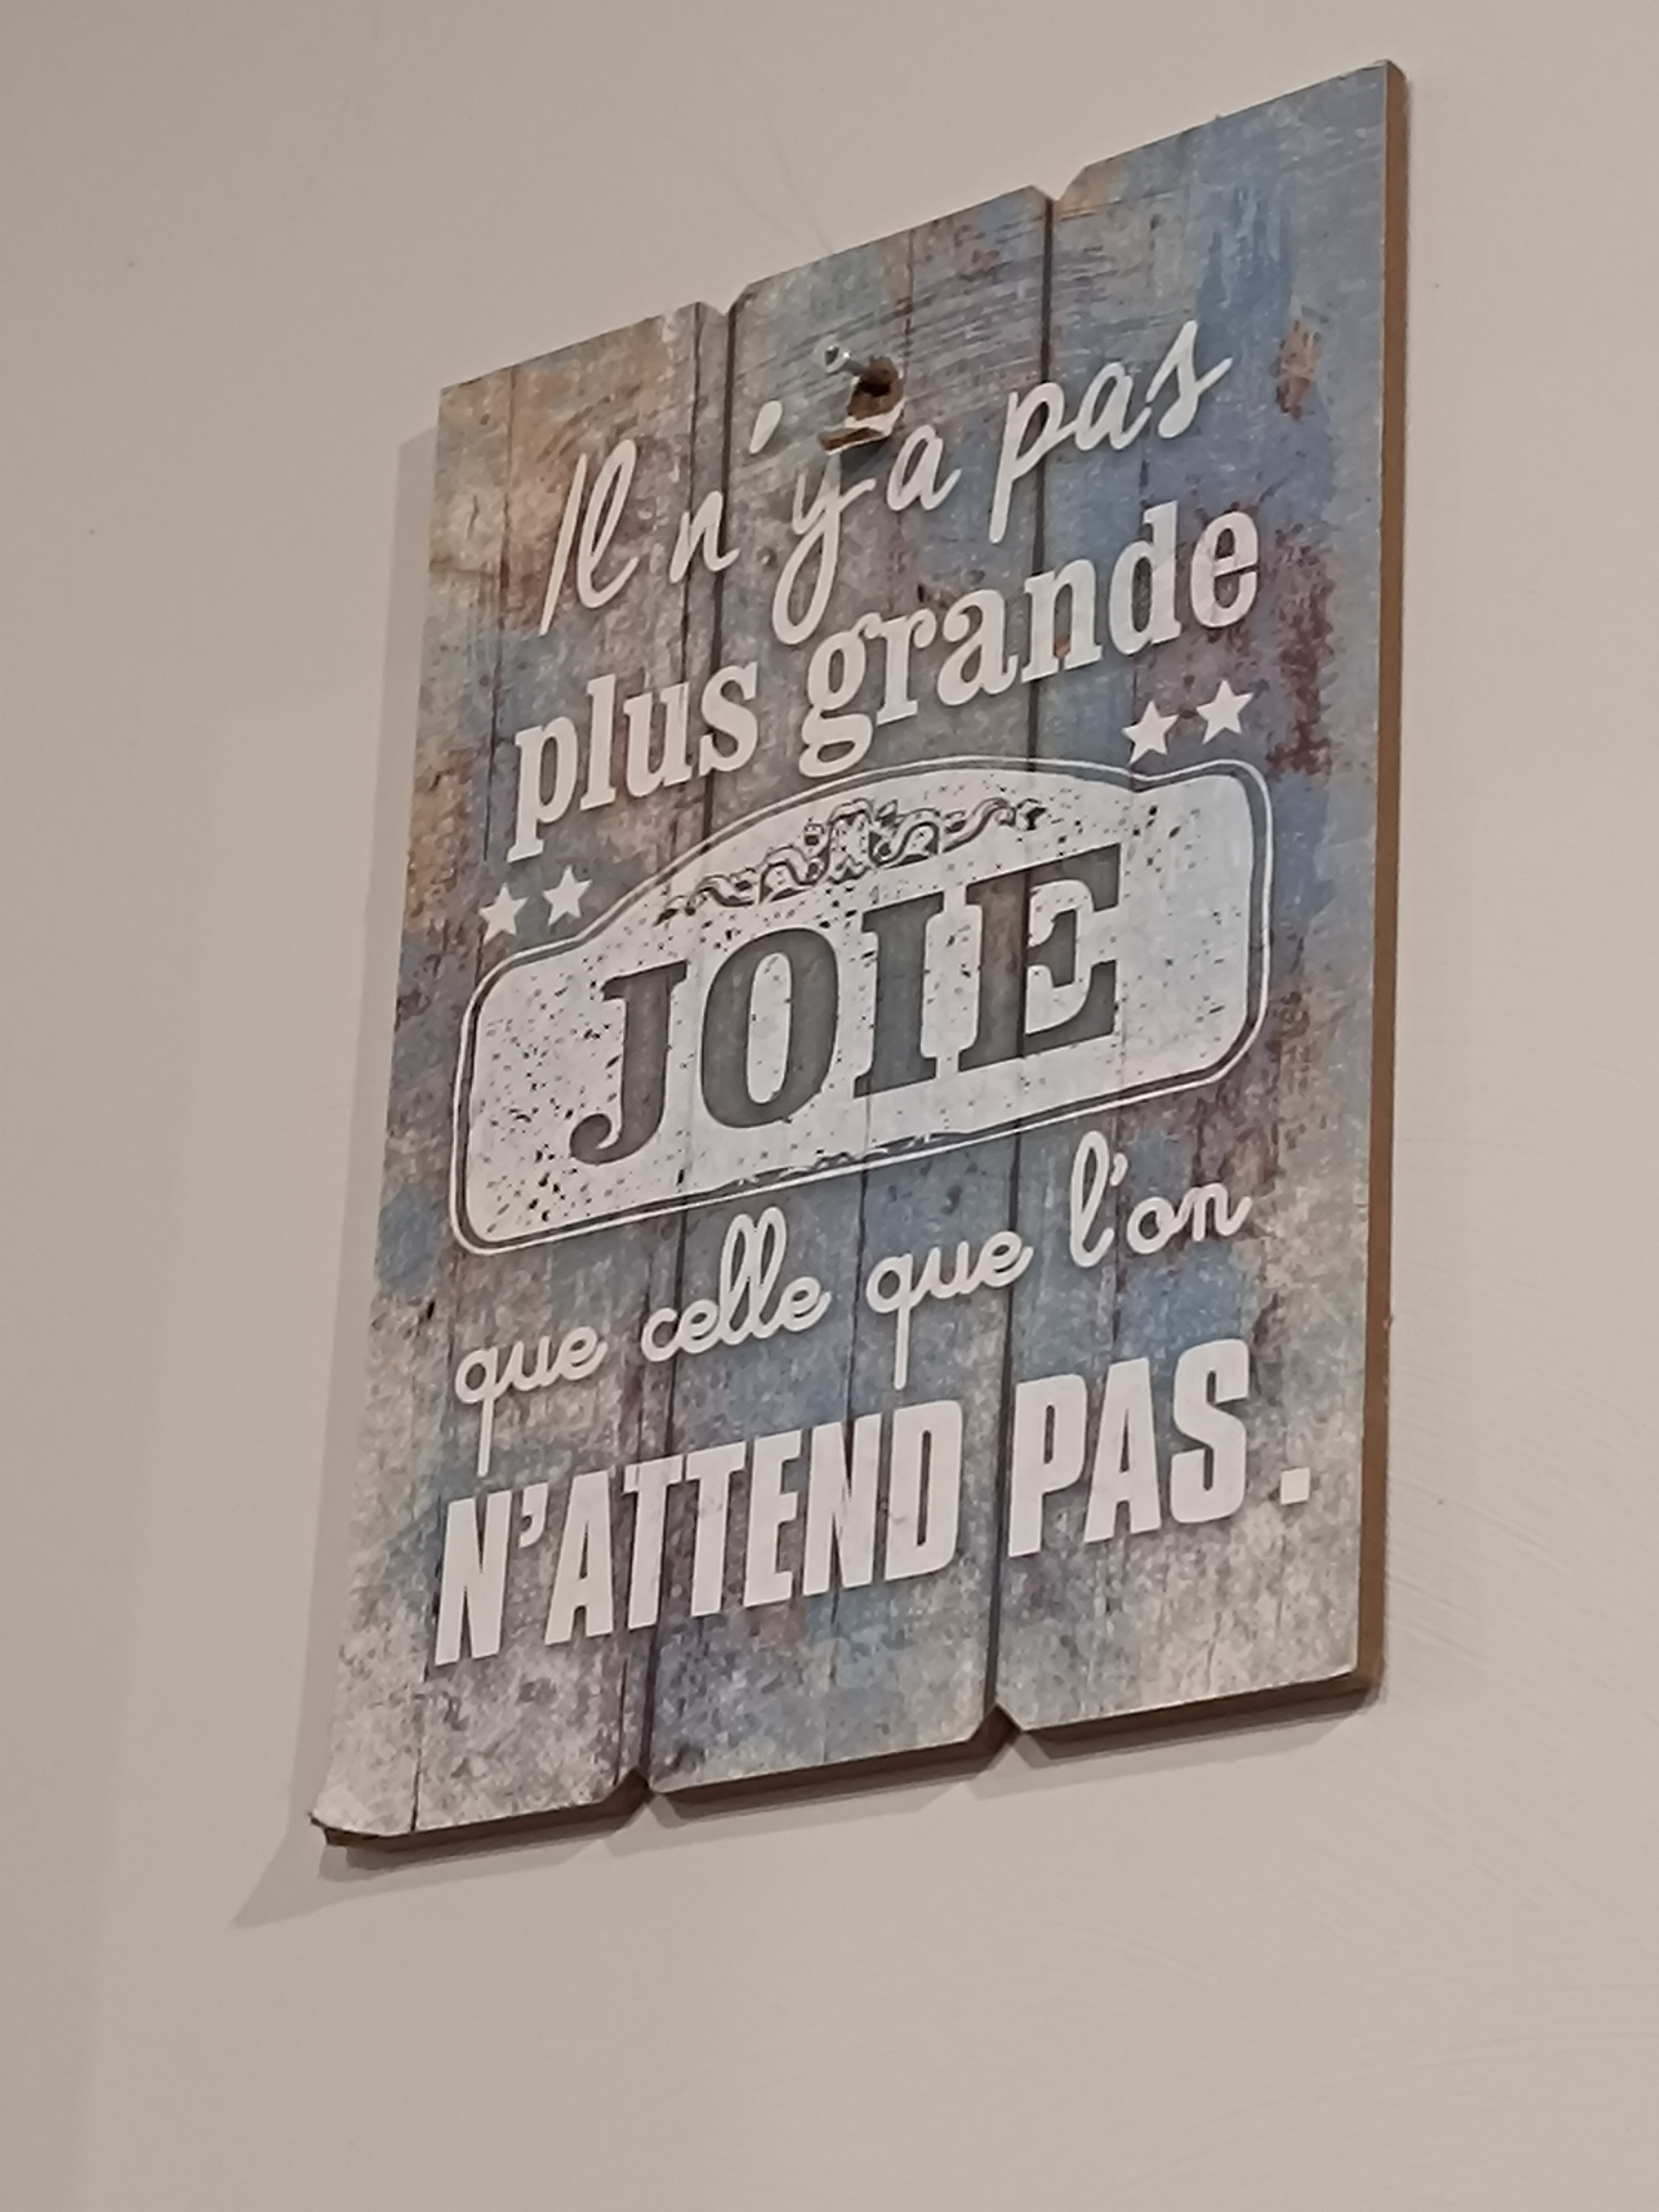 Il n'y a pas
plus grande
JOIE
que celle que l'on
N'ATTEND PAS.